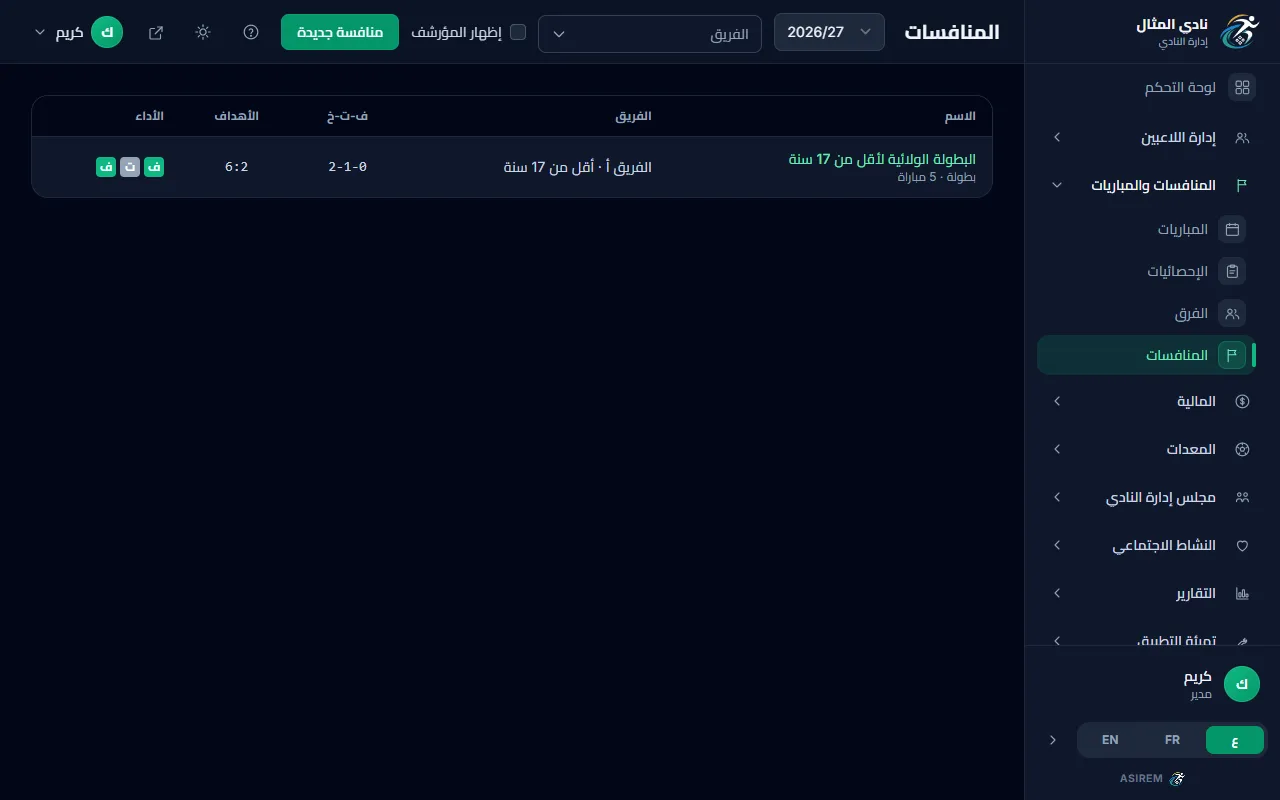 نادي المثال
إدارة النادي
لوحة التحكم
إدارة اللاعبين
المنافسات والمباريات
المباريات
الإحصائيات
الفرق
المنافسات
المالية
المعدات
مجلس إدارة النادي
النشاط الاجتماعي
التقارير
تهيئة التطبيق
كريم
مدير
ك
ع FR EN
ASIREM
المنافسات
2026/27
الفريق
إظهار المؤرشف
منافسة جديدة
ك
كريم
الاسم الفريق ف-ت-خ الأهداف الأداء
البطولة الولائية لأقل من 17 سنة
بطولة · 5 مباراة
الفريق أ · أقل من 17 سنة
2-1-0
6:2
ف ت ف